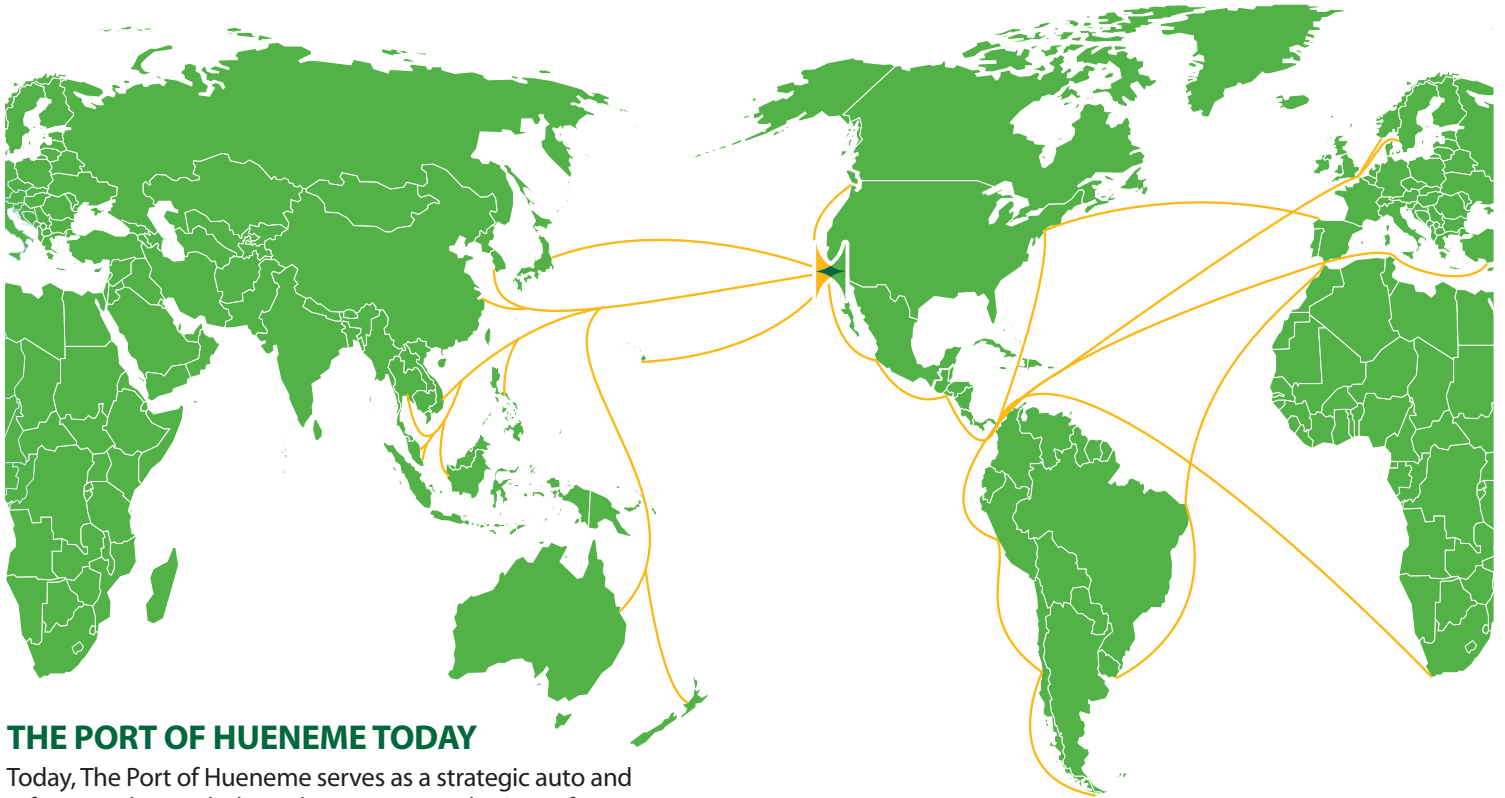 THE PORT OF HUENEME TODAY
Today, The Port of Hueneme serves as a strategic auto and